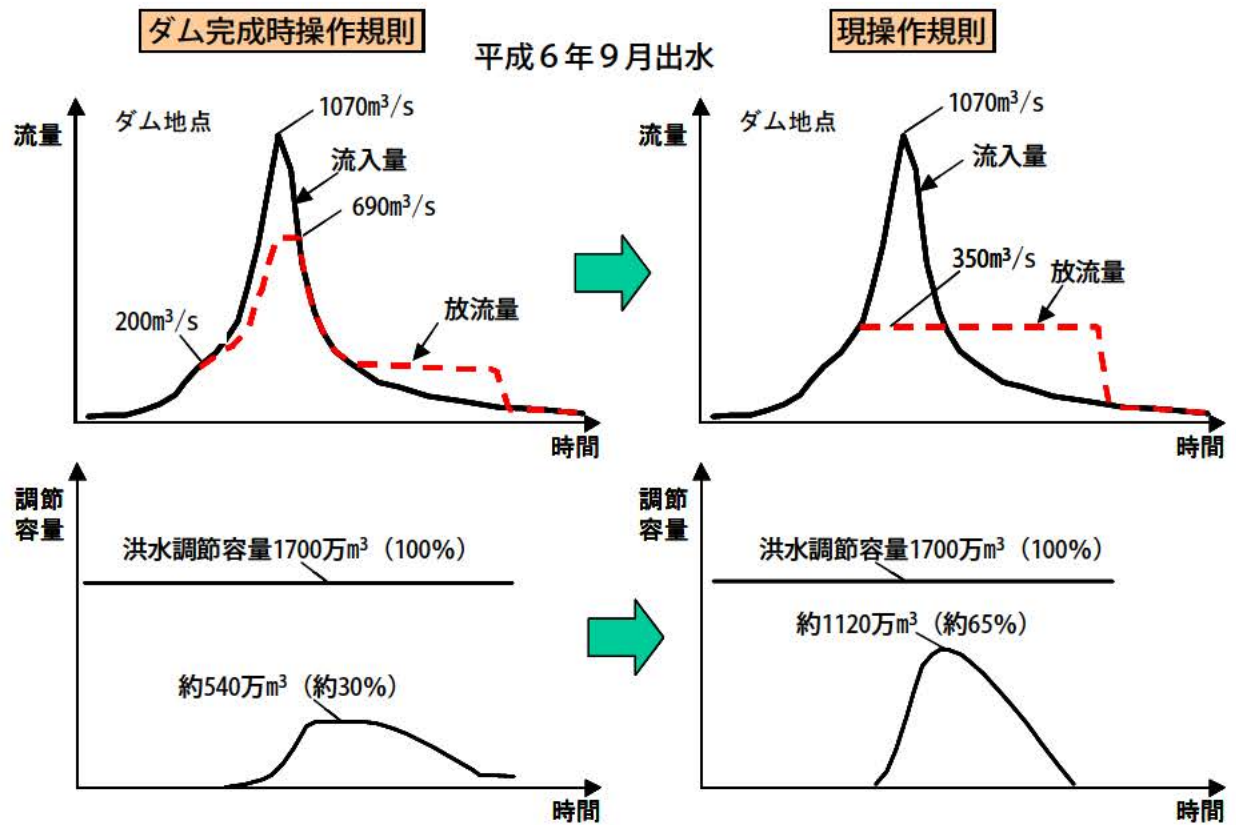 ダム完成時操作規則
平成6年9月出水
現操作規則
流量
ダム地点
1070m³/s
流入量
690m³/s
200m³/s
放流量
時間
流量
ダム地点
1070m³/s
流入量
350m³/s
放流量
時間
調節
容量
洪水調節容量1700万m³（100%）
約540万m³（約30%）
時間
調節
容量
洪水調節容量1700万m³（100%）
約1120万m³（約65%）
時間